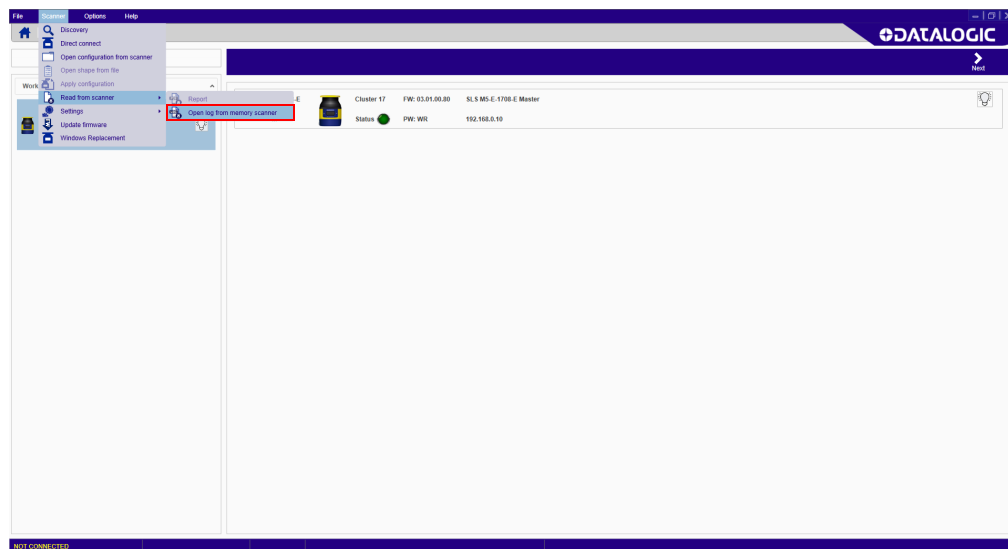 File Scanner Options Help
DATALOGIC
Discovery
Direct connect
Open configuration from scanner
Open shape from file
Apply configuration
Read from scanner
Settings
Update firmware
Windows Replacement
Report
Open log from memory scanner
Next
Work
-E Cluster 17 FW: 03.01.00.80 SLS M5-E-1708-E Master
Status PW: WR 192.168.0.10
NOT CONNECTED